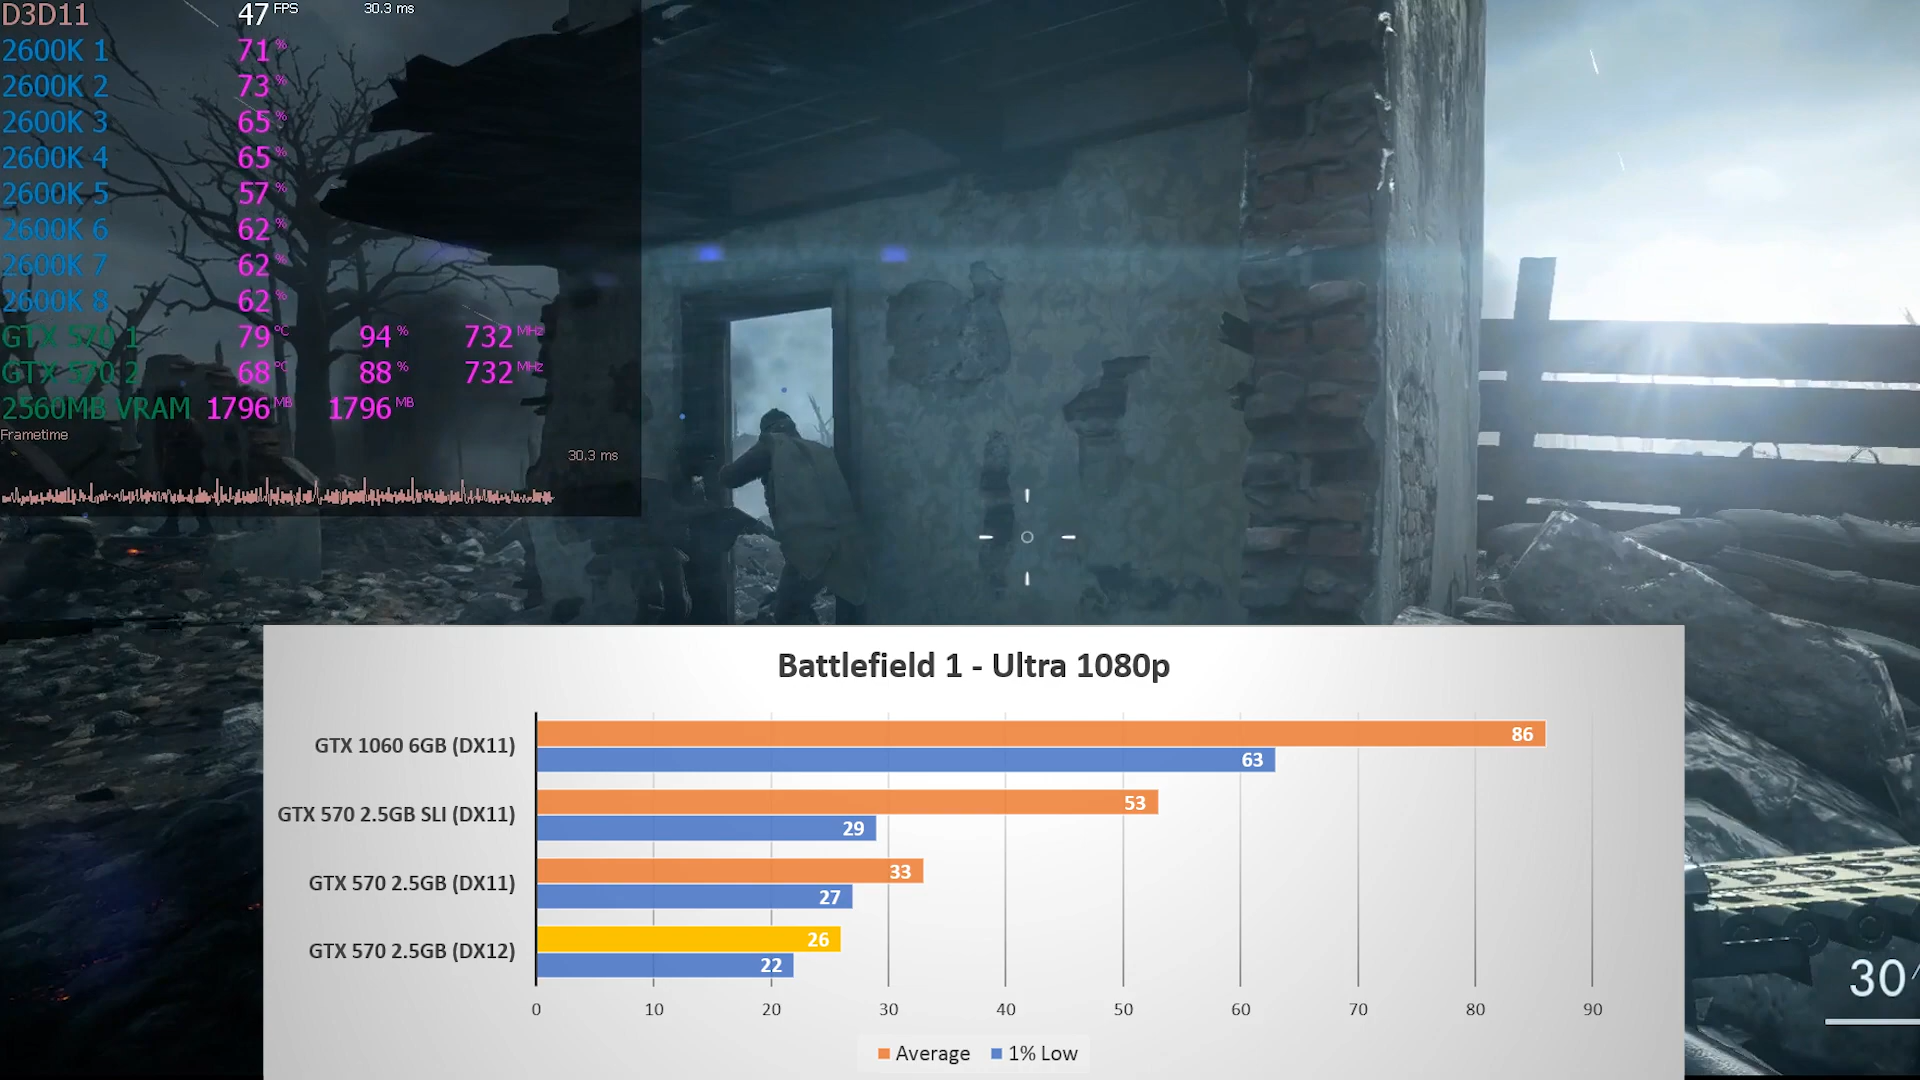 D3D11 47 FPS 30.3 ms
2600K 1 71 %
2600K 2 73 %
2600K 3 65 %
2600K 4 65 %
2600K 5 57 %
2600K 6 62 %
2600K 7 62 %
2600K 8 62 %
GTX 570 1 79 °C 94 % 732 MHz
GTX 570 2 68 °C 88 % 732 MHz
2560MB VRAM 1796 MB 1796 MB
Frametime
30.3 ms
Battlefield 1 - Ultra 1080p
GTX 1060 6GB (DX11) 86
63
GTX 570 2.5GB SLI (DX11) 53
29
GTX 570 2.5GB (DX11) 33
27
GTX 570 2.5GB (DX12) 26
22
0 10 20 30 40 50 60 70 80 90
Average 1% Low
30